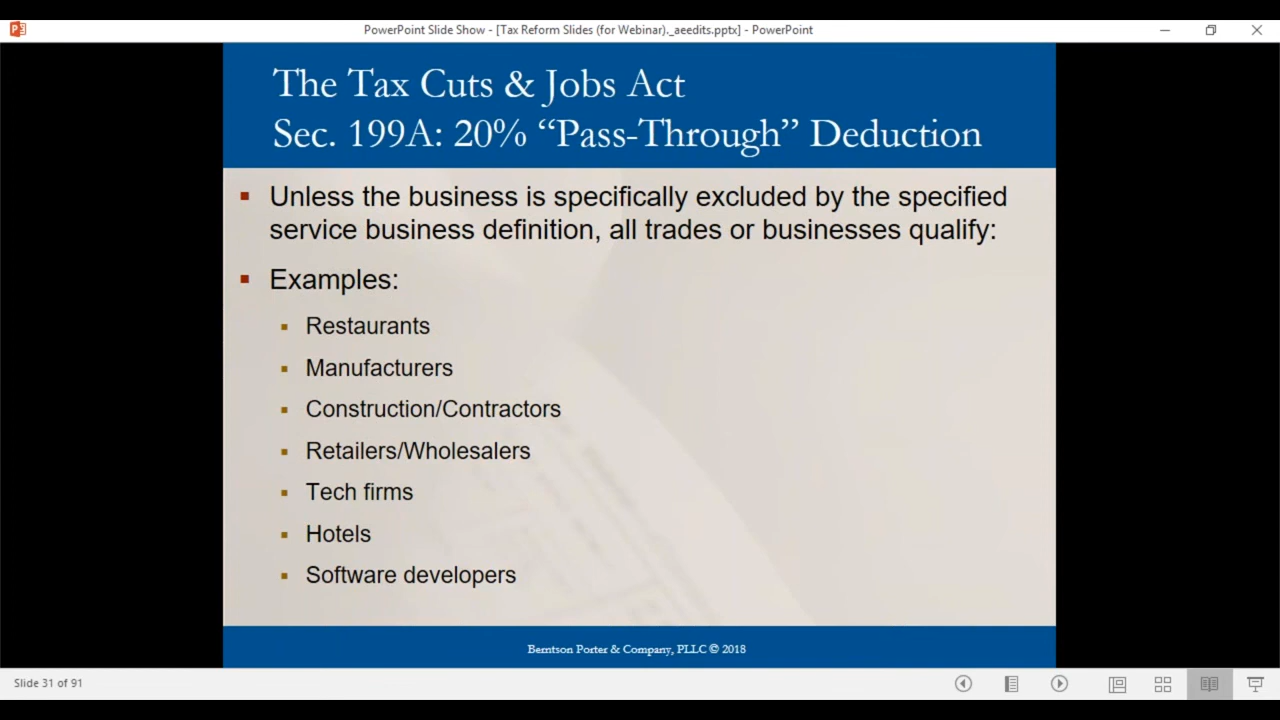 PowerPoint Slide Show - [Tax Reform Slides (for Webinar)._aeedits.pptx] - PowerPoint
The Tax Cuts & Jobs Act
Sec. 199A: 20% “Pass-Through” Deduction
Unless the business is specifically excluded by the specified
service business definition, all trades or businesses qualify:
Examples:
Restaurants
Manufacturers
Construction/Contractors
Retailers/Wholesalers
Tech firms
Hotels
Software developers
Berntson Porter & Company, PLLC © 2018
Slide 31 of 91